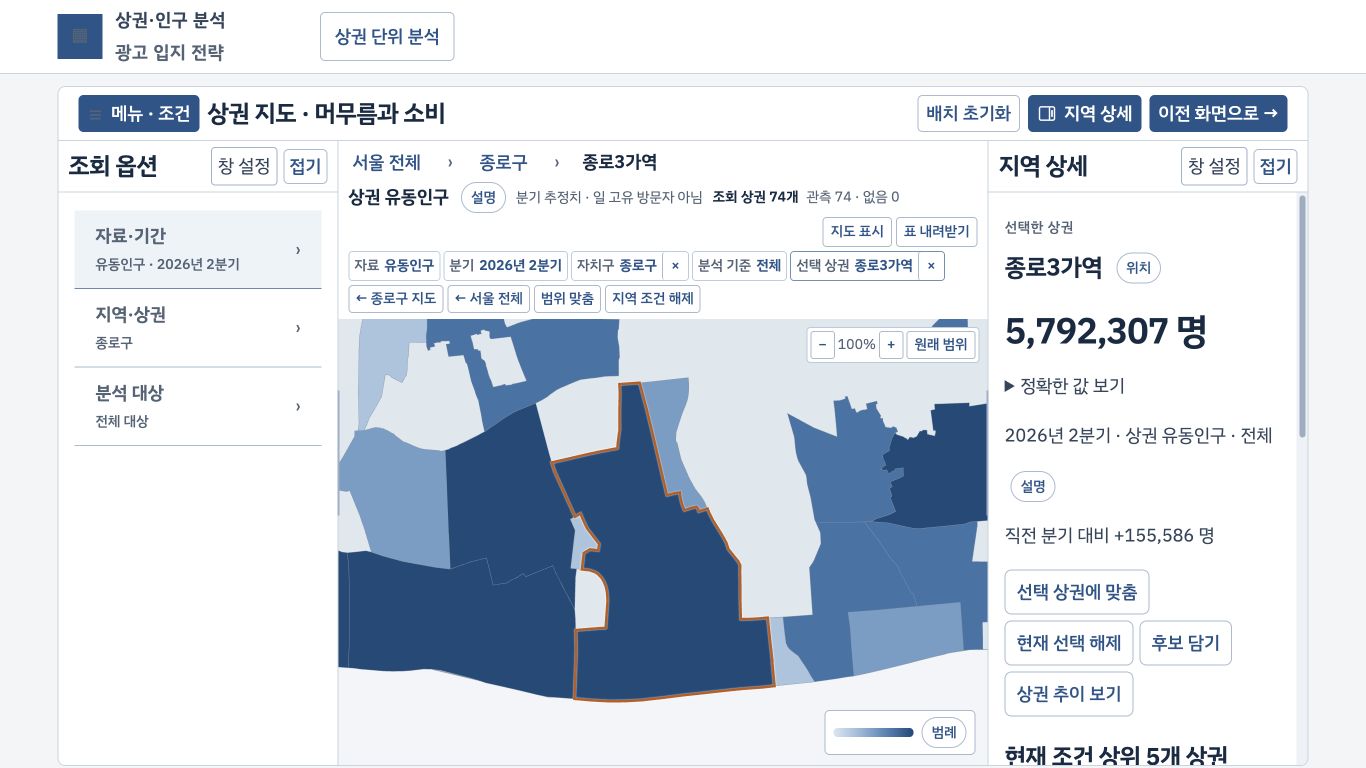 상권·인구 분석
광고 입지 전략
상권 단위 분석
메뉴 · 조건
상권 지도 · 머무름과 소비
배치 초기화
지역 상세
이전 화면으로 →
조회 옵션
창 설정
접기
자료·기간
유동인구 · 2026년 2분기
›
지역·상권
종로구
›
분석 대상
전체 대상
›
서울 전체 › 종로구 › 종로3가역
상권 유동인구 설명 분기 추정치 · 일 고유 방문자 아님 조회 상권 74개 관측 74 · 없음 0
지도 표시 표 내려받기
자료 유동인구 분기 2026년 2분기 자치구 종로구 × 분석 기준 전체 선택 상권 종로3가역 ×
← 종로구 지도 ← 서울 전체 범위 맞춤 지역 조건 해제
− 100% + 원래 범위
범례
지역 상세
창 설정
접기
선택한 상권
종로3가역 위치
5,792,307 명
▶ 정확한 값 보기
2026년 2분기 · 상권 유동인구 · 전체
설명
직전 분기 대비 +155,586 명
선택 상권에 맞춤
현재 선택 해제 후보 담기
상권 추이 보기
현재 조건 상위 5개 상권